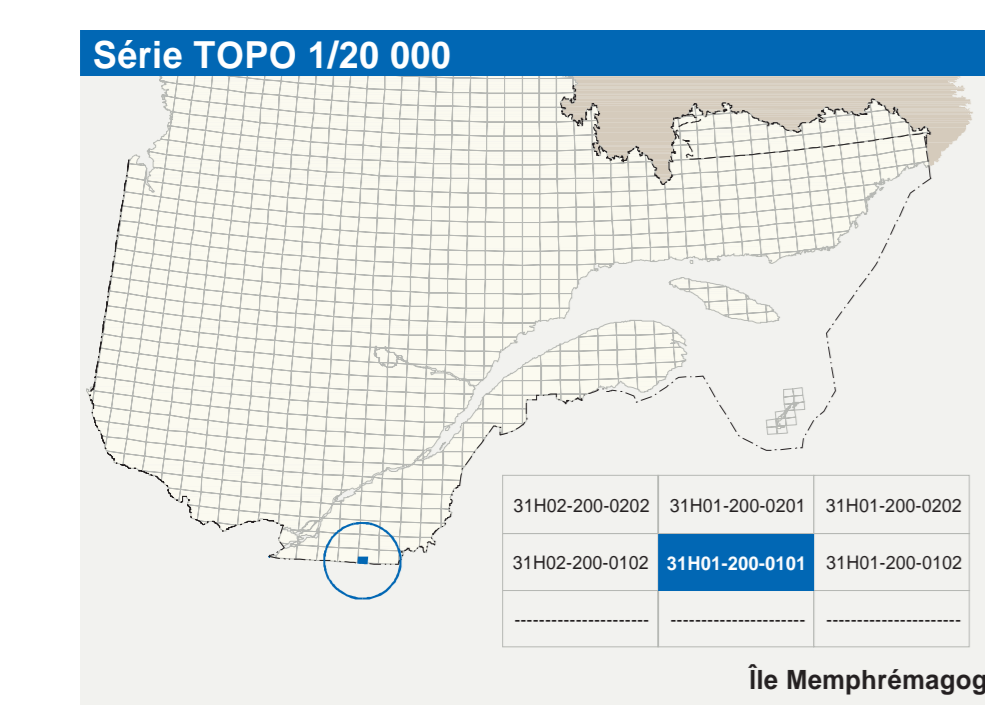 Série TOPO 1/20 000
31H02-200-0202 31H01-200-0201 31H01-200-0202
31H02-200-0102 31H01-200-0101 31H01-200-0102
---------------------- ---------------------- ----------------------
Île Memphrémagog